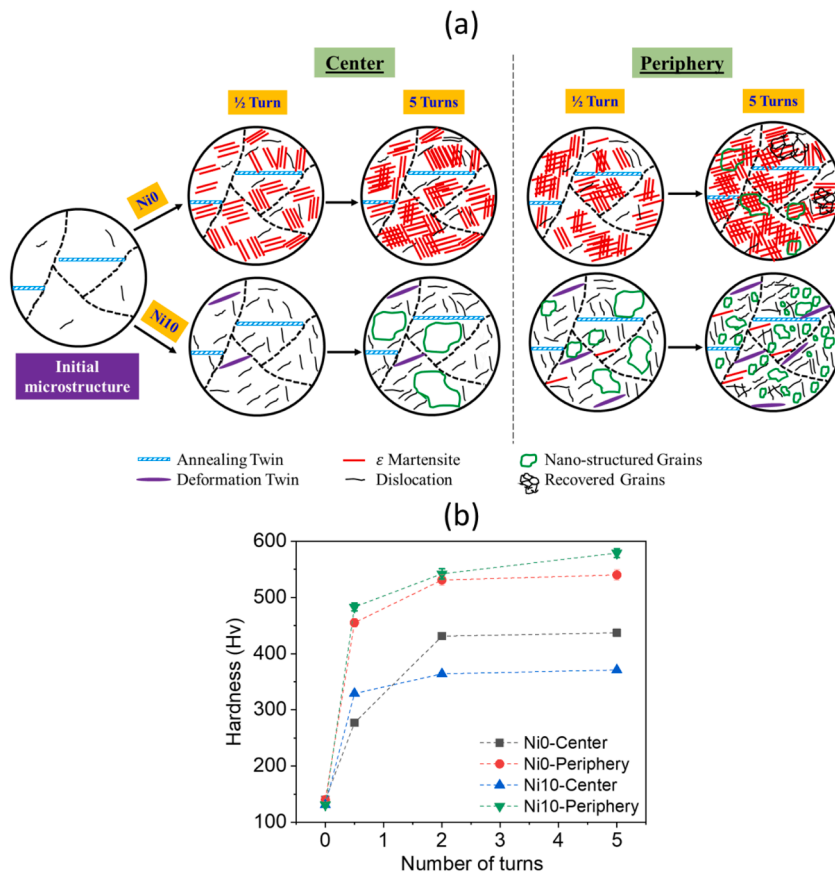 (a)
Center
Periphery
½ Turn
5 Turns
½ Turn
5 Turns
Ni0
Ni10
Initial
microstructure
Annealing Twin
ε Martensite
Nano-structured Grains
Deformation Twin
Dislocation
Recovered Grains
(b)
600
500
400
300
200
100
Hardness (Hv)
Ni0-Center
Ni0-Periphery
Ni10-Center
Ni10-Periphery
0
1
2
3
4
5
Number of turns